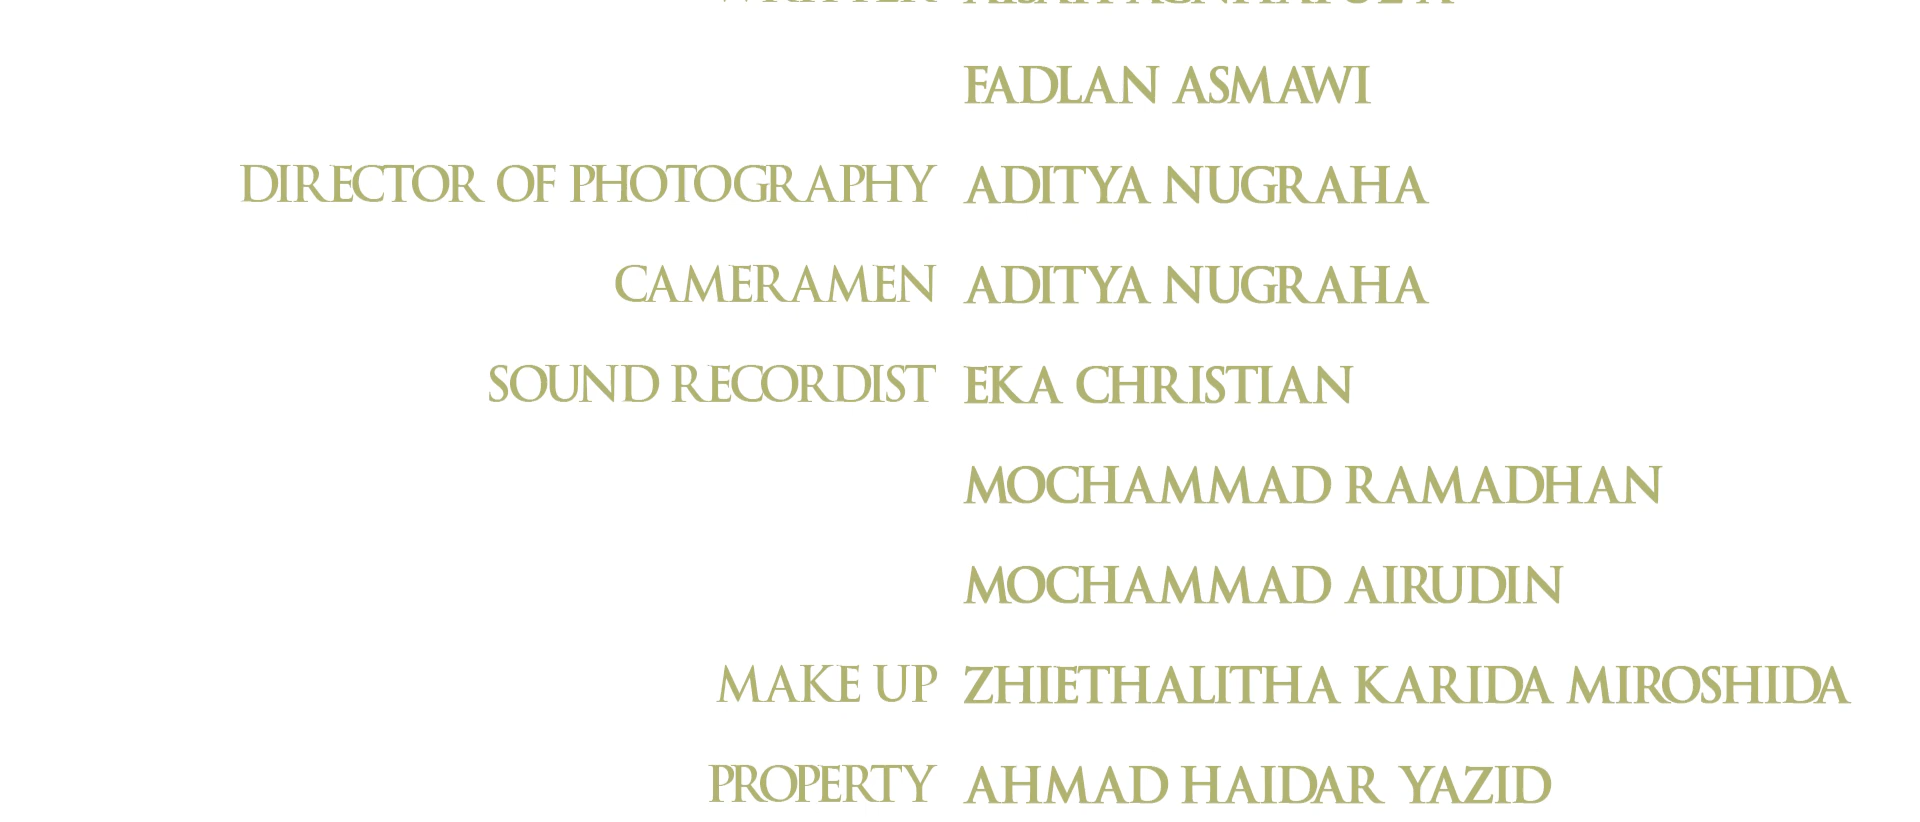 FADLAN ASMAWI
DIRECTOR OF PHOTOGRAPHY ADITYA NUGRAHA
CAMERAMEN ADITYA NUGRAHA
SOUND RECORDIST EKA CHRISTIAN
MOCHAMMAD RAMADHAN
MOCHAMMAD AIRUDIN
MAKE UP ZHIETHALITHA KARIDA MIROSHIDA
PROPERTY AHMAD HAIDAR YAZID